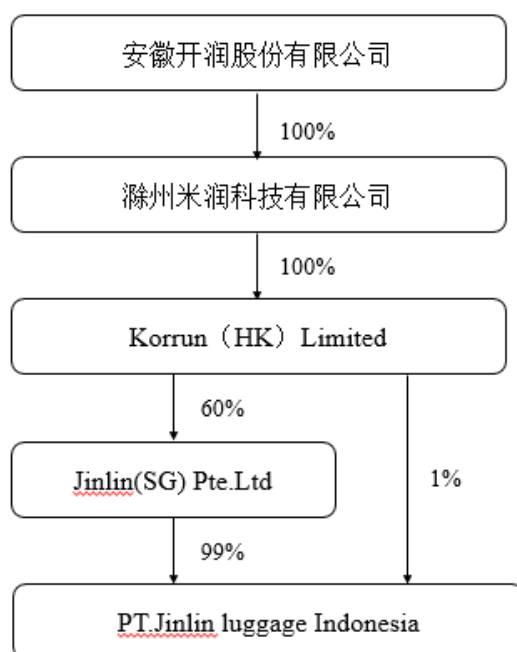 安徽开润股份有限公司
100%
滁州米润科技有限公司
100%
Korrun（HK）Limited
60%
Jinlin(SG) Pte.Ltd
1%
99%
PT.Jinlin luggage Indonesia